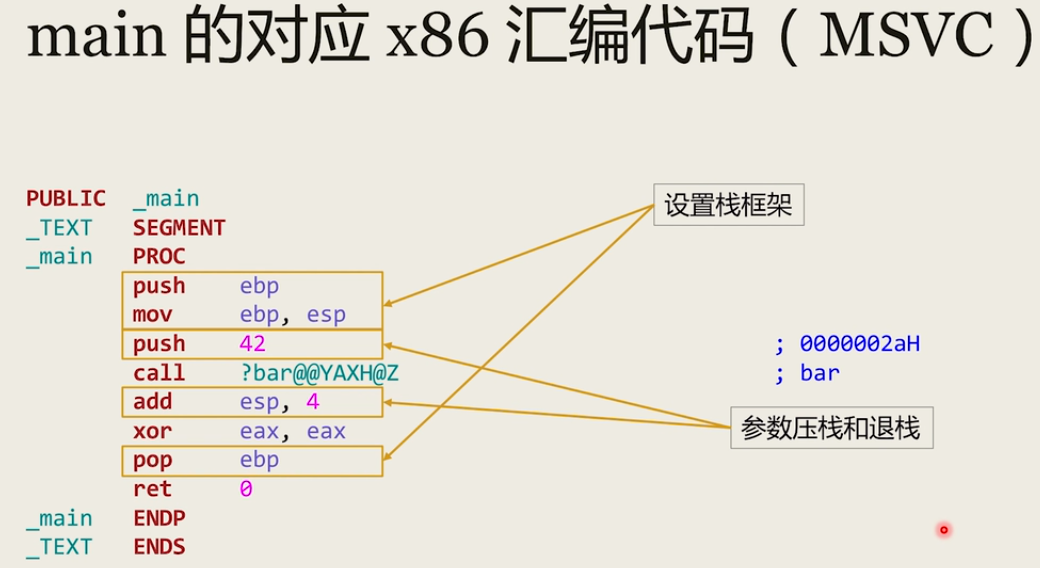 main 的对应 x86 汇编代码（MSVC）
PUBLIC _main
设置栈框架
_TEXT SEGMENT
_main PROC
push ebp
mov ebp, esp
push 42 ; 0000002aH
call ?bar@@YAXH@Z ; bar
add esp, 4
参数压栈和退栈
xor eax, eax
pop ebp
ret 0
_main ENDP
_TEXT ENDS